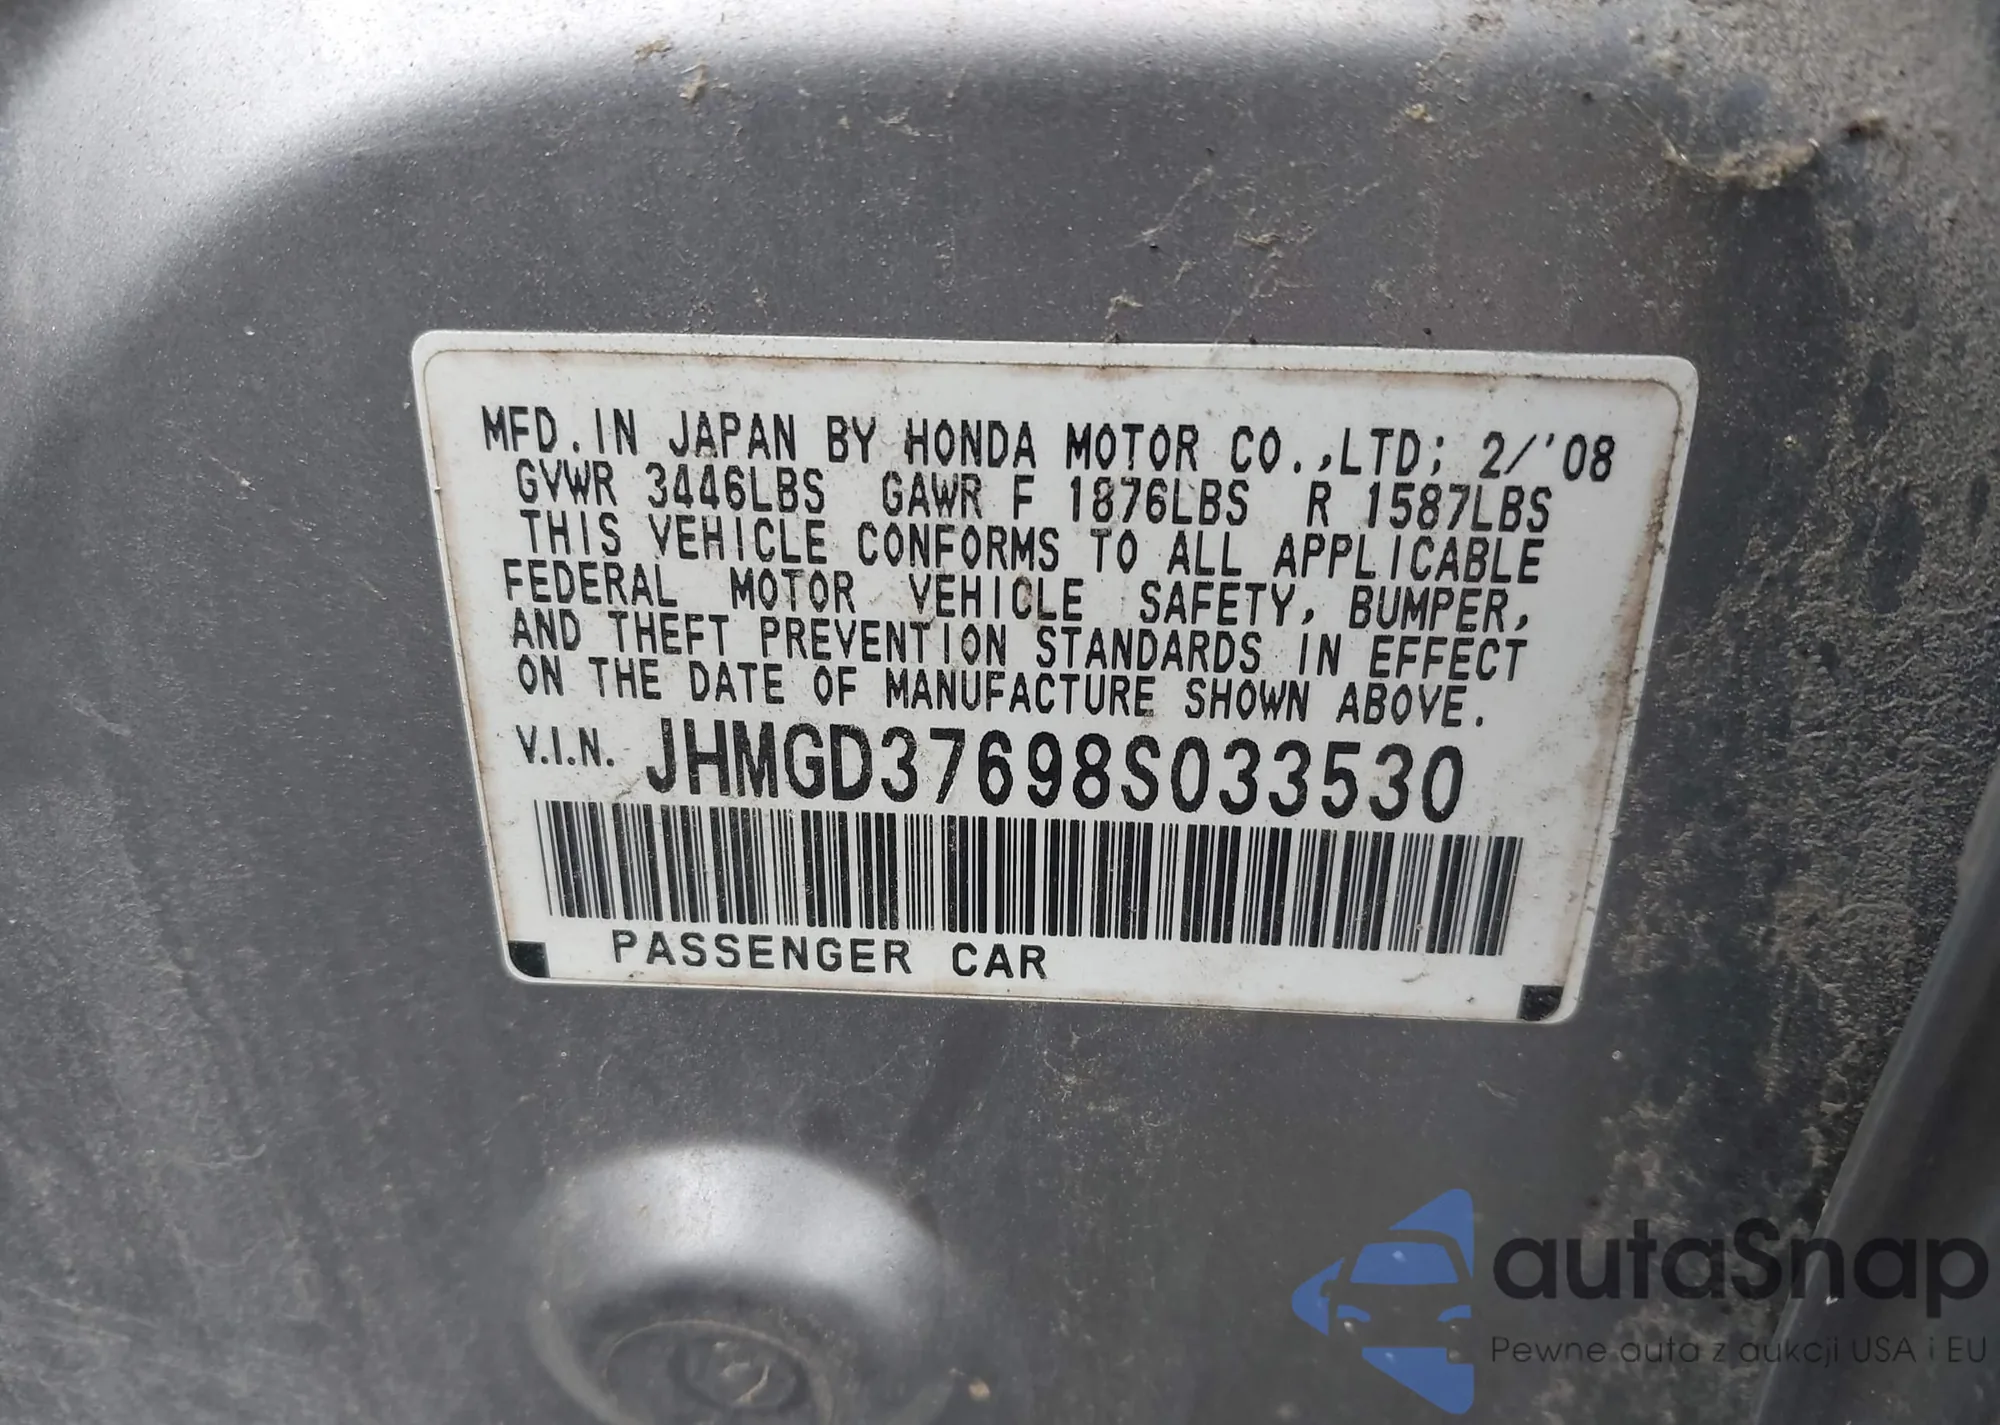 MFD. IN JAPAN BY HONDA MOTOR CO.,LTD; 2/'08
GVWR 3446LBS GAWR F 1876LBS R 1587LBS
THIS VEHICLE CONFORMS TO ALL APPLICABLE
FEDERAL MOTOR VEHICLE SAFETY, BUMPER,
AND THEFT PREVENTION STANDARDS IN EFFECT
ON THE DATE OF MANUFACTURE SHOWN ABOVE.
V.I.N. JHMGD37698S033530
PASSENGER CAR
autaSnap
Pewne auta z aukcji USA i EU